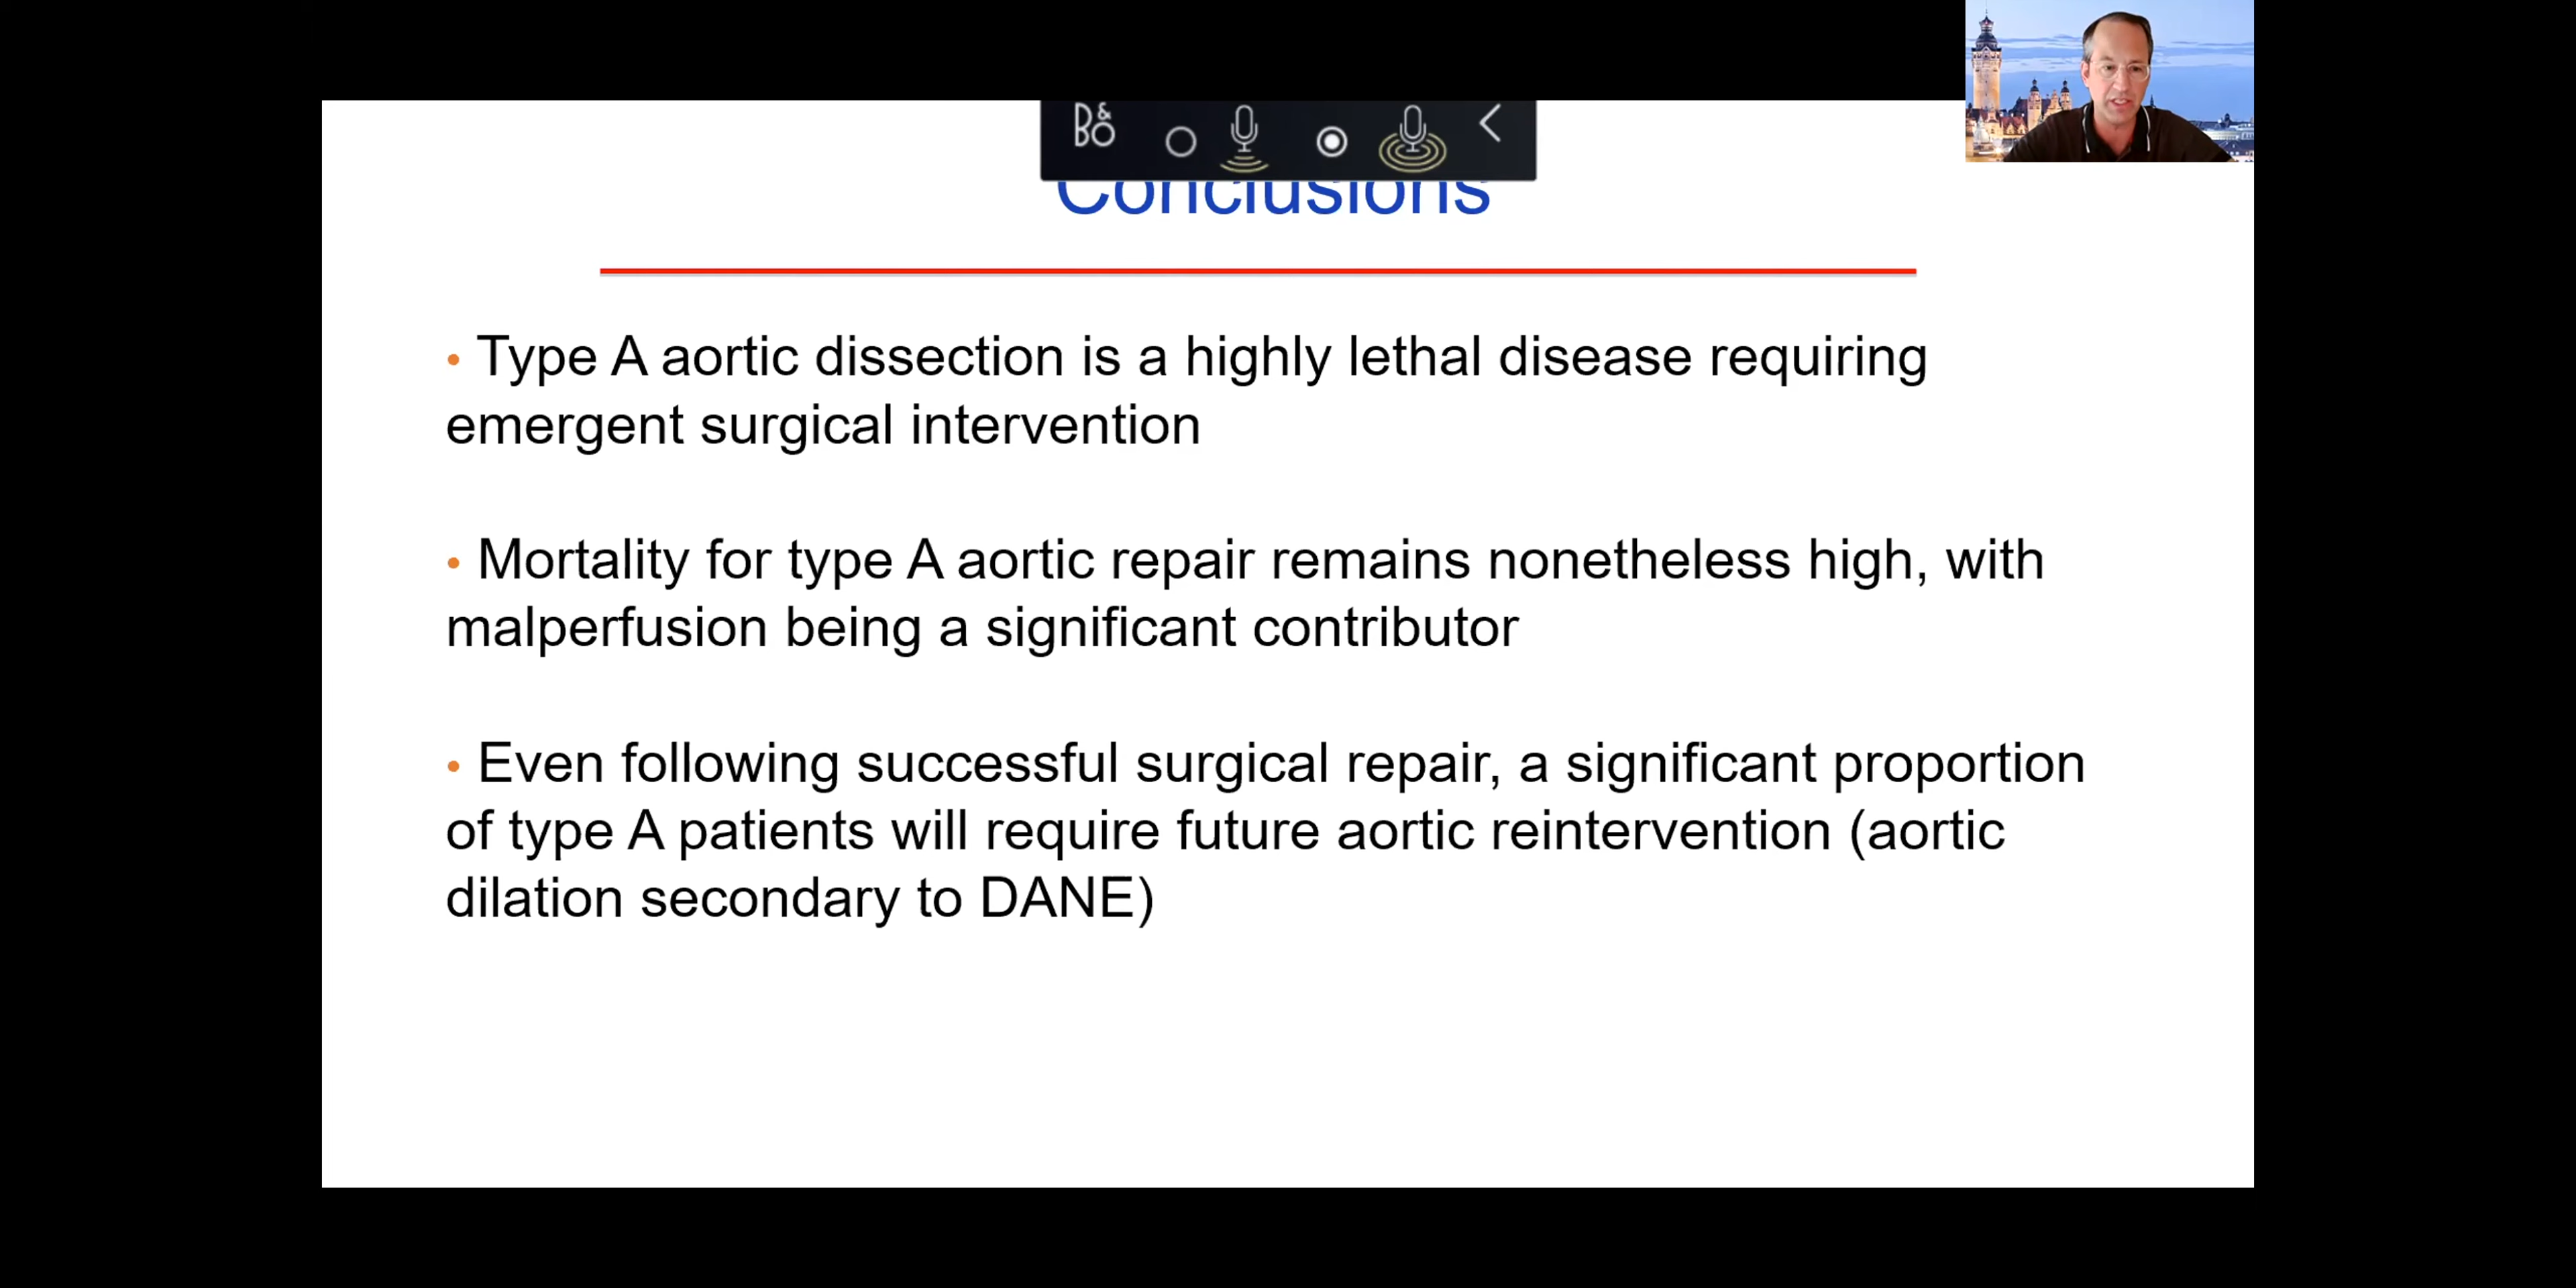 B&O
Conclusions
• Type A aortic dissection is a highly lethal disease requiring
emergent surgical intervention
• Mortality for type A aortic repair remains nonetheless high, with
malperfusion being a significant contributor
• Even following successful surgical repair, a significant proportion
of type A patients will require future aortic reintervention (aortic
dilation secondary to DANE)